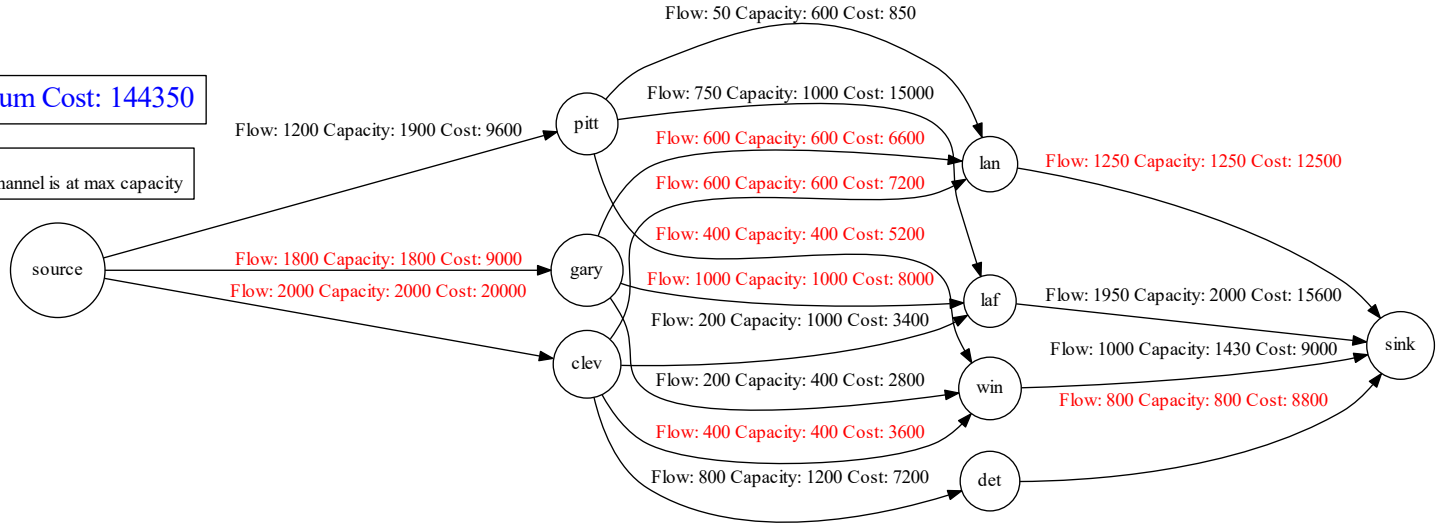 Flow: 50 Capacity: 600 Cost: 850
um Cost: 144350
Flow: 750 Capacity: 1000 Cost: 15000
Flow: 1200 Capacity: 1900 Cost: 9600
pitt
Flow: 600 Capacity: 600 Cost: 6600
lan
Flow: 1250 Capacity: 1250 Cost: 12500
hannel is at max capacity
Flow: 600 Capacity: 600 Cost: 7200
Flow: 400 Capacity: 400 Cost: 5200
source
Flow: 1800 Capacity: 1800 Cost: 9000
gary
Flow: 1000 Capacity: 1000 Cost: 8000
Flow: 2000 Capacity: 2000 Cost: 20000
laf
Flow: 1950 Capacity: 2000 Cost: 15600
Flow: 200 Capacity: 1000 Cost: 3400
sink
Flow: 1000 Capacity: 1430 Cost: 9000
clev
Flow: 200 Capacity: 400 Cost: 2800
win
Flow: 800 Capacity: 800 Cost: 8800
Flow: 400 Capacity: 400 Cost: 3600
Flow: 800 Capacity: 1200 Cost: 7200
det